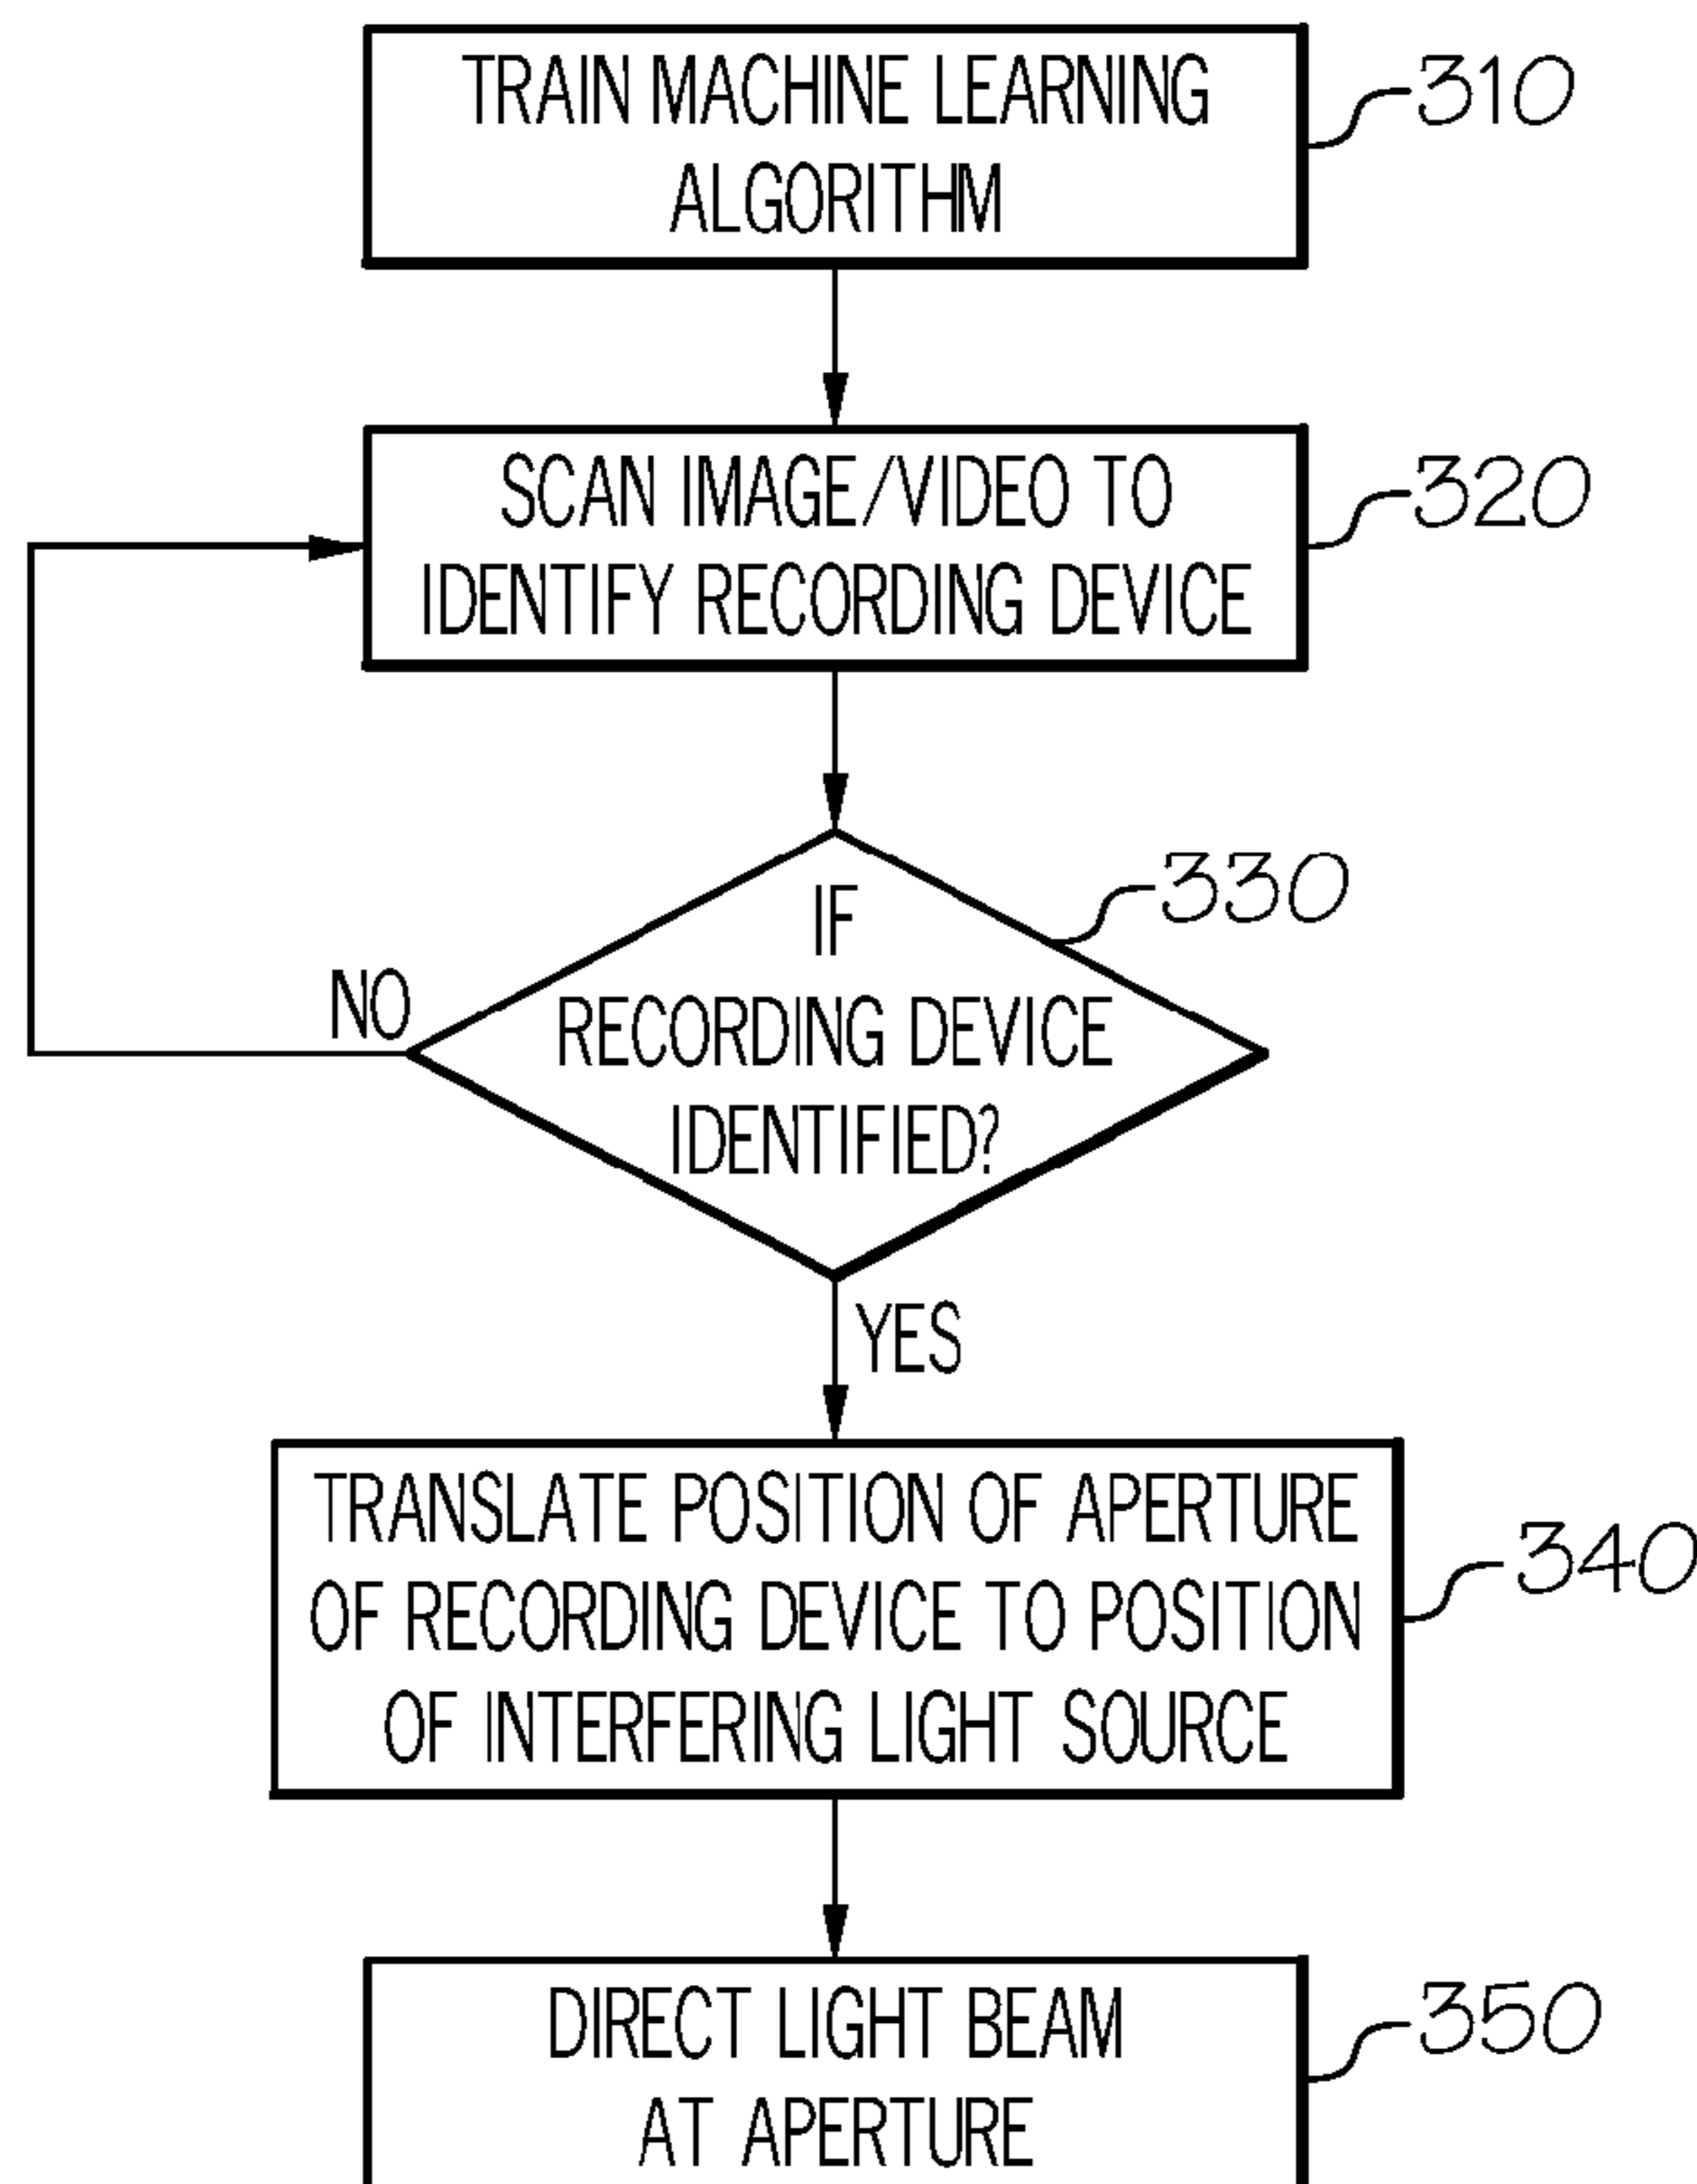 TRAIN MACHINE LEARNING
ALGORITHM
310
SCAN IMAGE/VIDEO TO
IDENTIFY RECORDING DEVICE
320
IF
RECORDING DEVICE
IDENTIFIED?
330
NO
YES
TRANSLATE POSITION OF APERTURE
OF RECORDING DEVICE TO POSITION
OF INTERFERING LIGHT SOURCE
340
DIRECT LIGHT BEAM
AT APERTURE
350